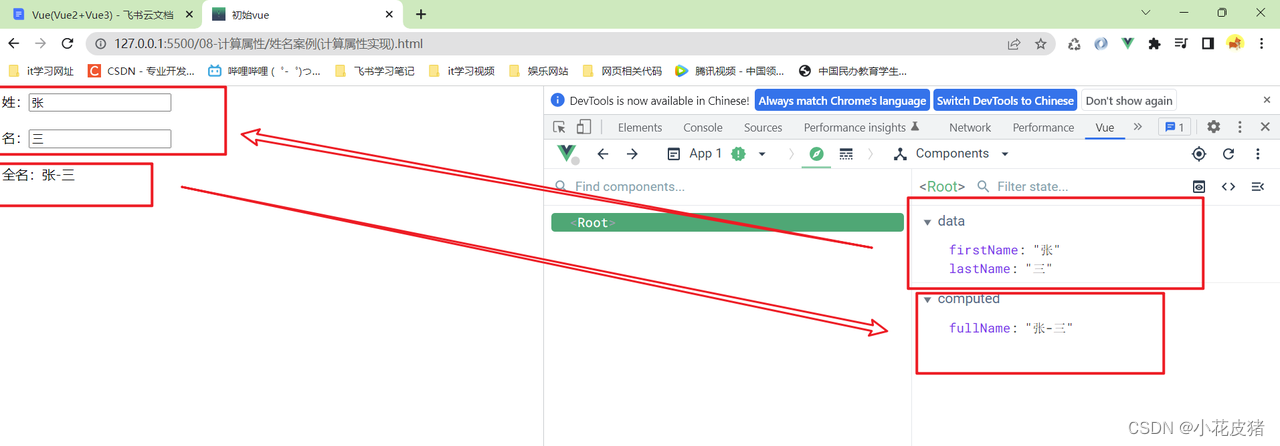 Vue(Vue2+Vue3) - 飞书云文档
初始vue
127.0.0.1:5500/08-计算属性/姓名案例(计算属性实现).html
it学习网址
CSDN - 专业开发...
哔哩哔哩 (゜-゜)つ...
飞书学习笔记
it学习视频
娱乐网站
网页相关代码
腾讯视频 - 中国领...
中国民办教育学生...
姓：张
名：三
全名：张-三
DevTools is now available in Chinese!
Always match Chrome's language
Switch DevTools to Chinese
Don't show again
Elements
Console
Sources
Performance insights
Network
Performance
Vue
1
App 1
Components
Find components...
<Root>
Filter state...
<Root>
data
firstName: "张"
lastName: "三"
computed
fullName: "张-三"
CSDN @小花皮猪